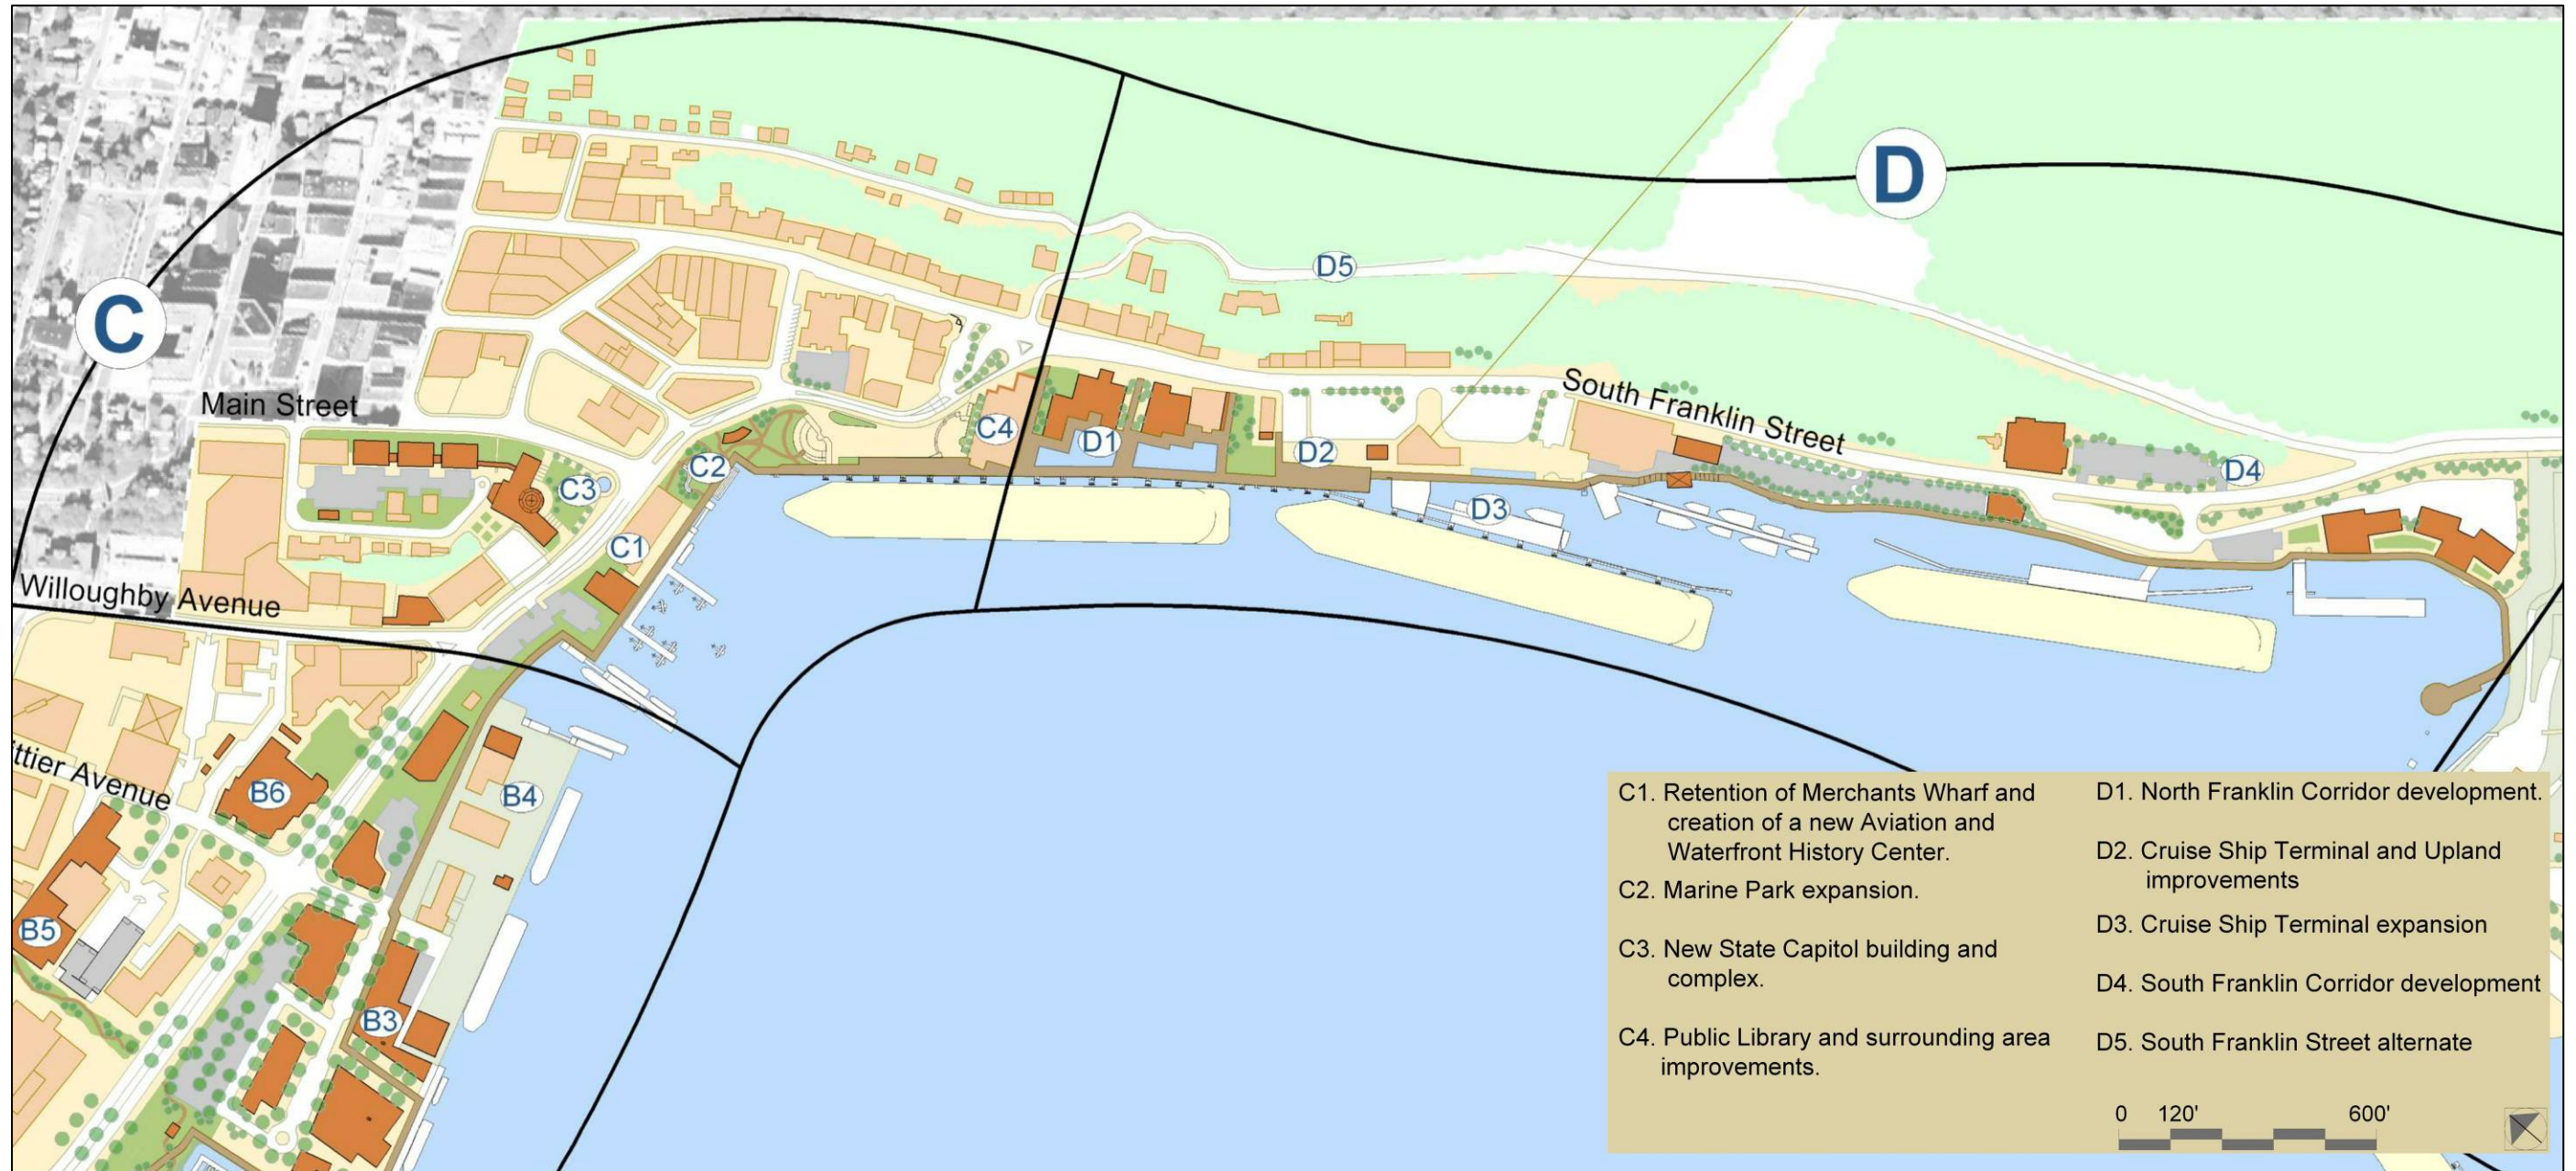 C
D
D5
Main Street
South Franklin Street
C4
D1
D2
C2
C3
D3
D4
C1
Willoughby Avenue
ittier Avenue
B6
B4
B5
B3
C1. Retention of Merchants Wharf and
creation of a new Aviation and
Waterfront History Center.
C2. Marine Park expansion.
C3. New State Capitol building and
complex.
C4. Public Library and surrounding area
improvements.
D1. North Franklin Corridor development.
D2. Cruise Ship Terminal and Upland
improvements
D3. Cruise Ship Terminal expansion
D4. South Franklin Corridor development
D5. South Franklin Street alternate
0 120' 600'